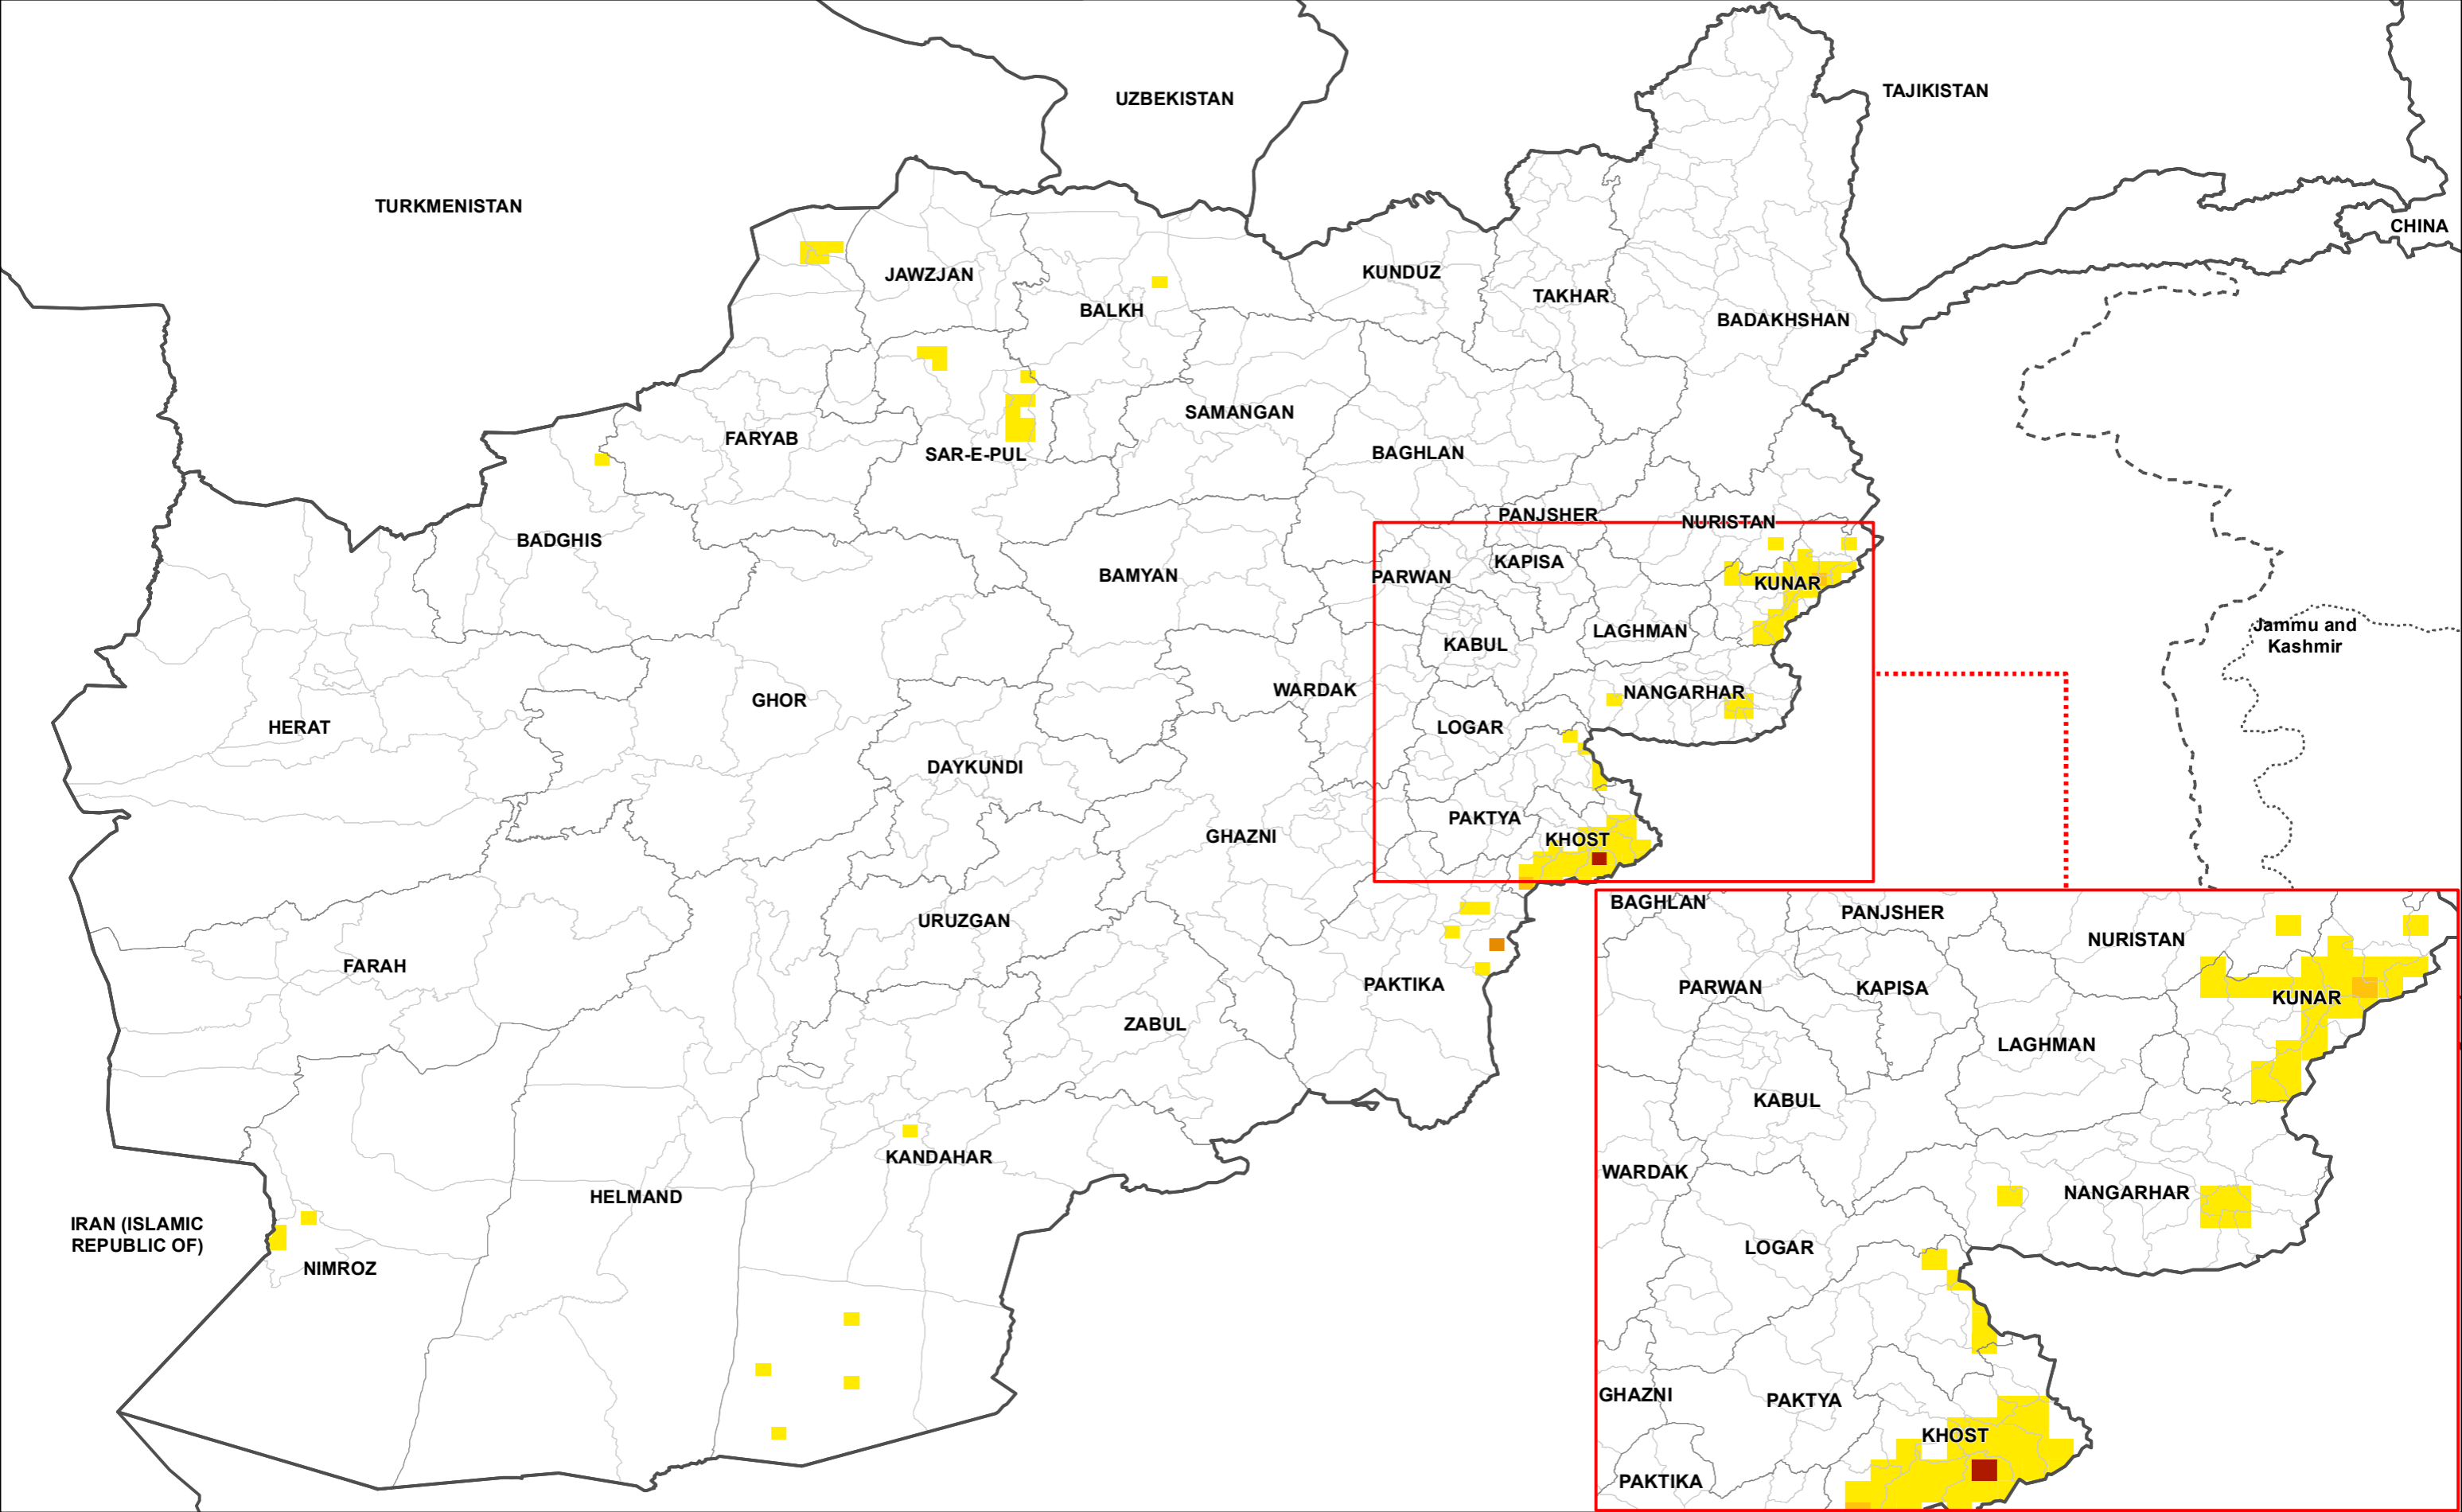 TAJIKISTAN
UZBEKISTAN
TURKMENISTAN
CHINA
JAWZJAN
KUNDUZ
TAKHAR
BALKH
BADAKHSHAN
SAMANGAN
FARYAB
SAR-E-PUL
BAGHLAN
PANJSHER
NURISTAN
BADGHIS
KAPISA
BAMYAN
PARWAN
KUNAR
Jammu and
Kashmir
LAGHMAN
KABUL
WARDAK
NANGARHAR
GHOR
HERAT
LOGAR
DAYKUNDI
PAKTYA
GHAZNI
KHOST
URUZGAN
FARAH
PAKTIKA
ZABUL
KANDAHAR
HELMAND
IRAN (ISLAMIC
REPUBLIC OF)
NIMROZ
BAGHLAN
PANJSHER
NURISTAN
PARWAN
KAPISA
KUNAR
LAGHMAN
KABUL
WARDAK
NANGARHAR
LOGAR
GHAZNI
PAKTYA
KHOST
PAKTIKA